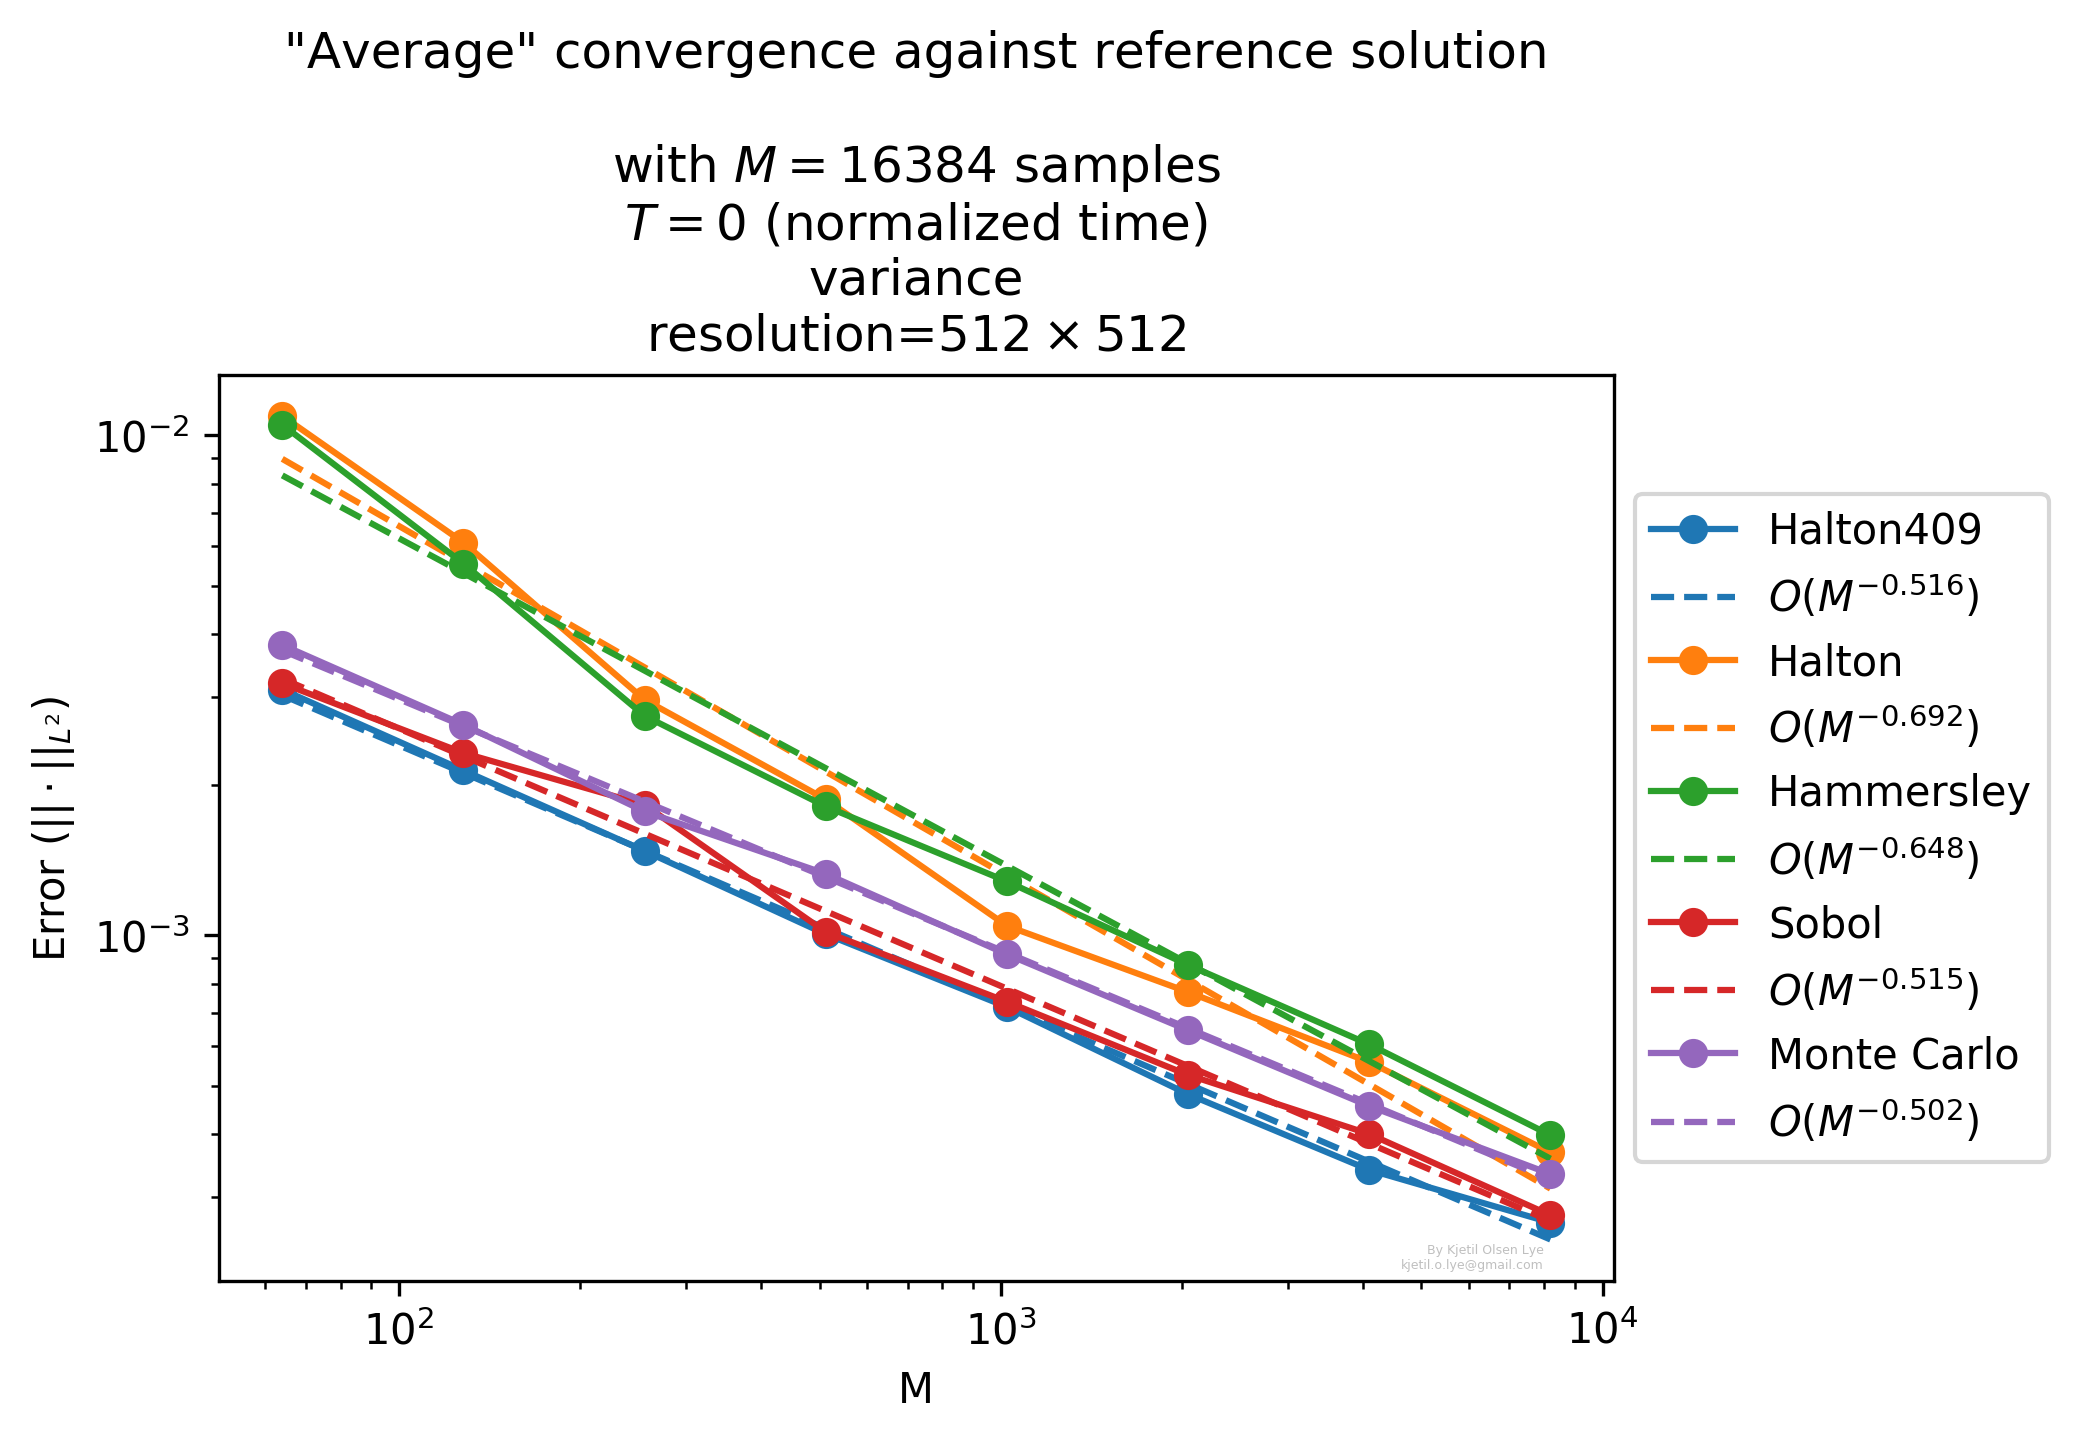 "Average" convergence against reference solution
with M = 16384 samples
T = 0 (normalized time)
variance
resolution=512 × 512
Error (|| · ||_{L^2})
10^{-2}
10^{-3}
10^2
10^3
10^4
M
Halton409
O(M^{-0.516})
Halton
O(M^{-0.692})
Hammersley
O(M^{-0.648})
Sobol
O(M^{-0.515})
Monte Carlo
O(M^{-0.502})
By Kjetil Olsen Lye
kjetil.o.lye@gmail.com